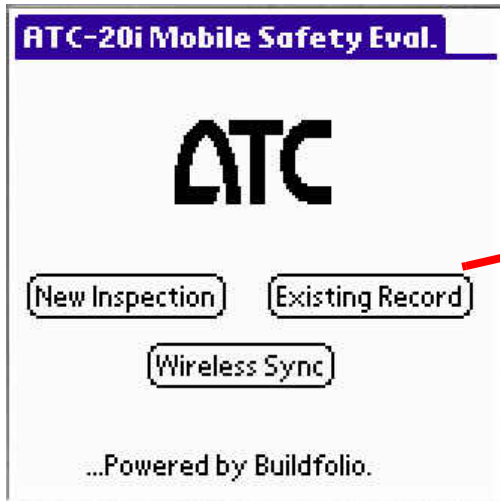 ATC-20i Mobile Safety Eval.
ATC
New Inspection Existing Record
Wireless Sync
...Powered by Buildfolio.